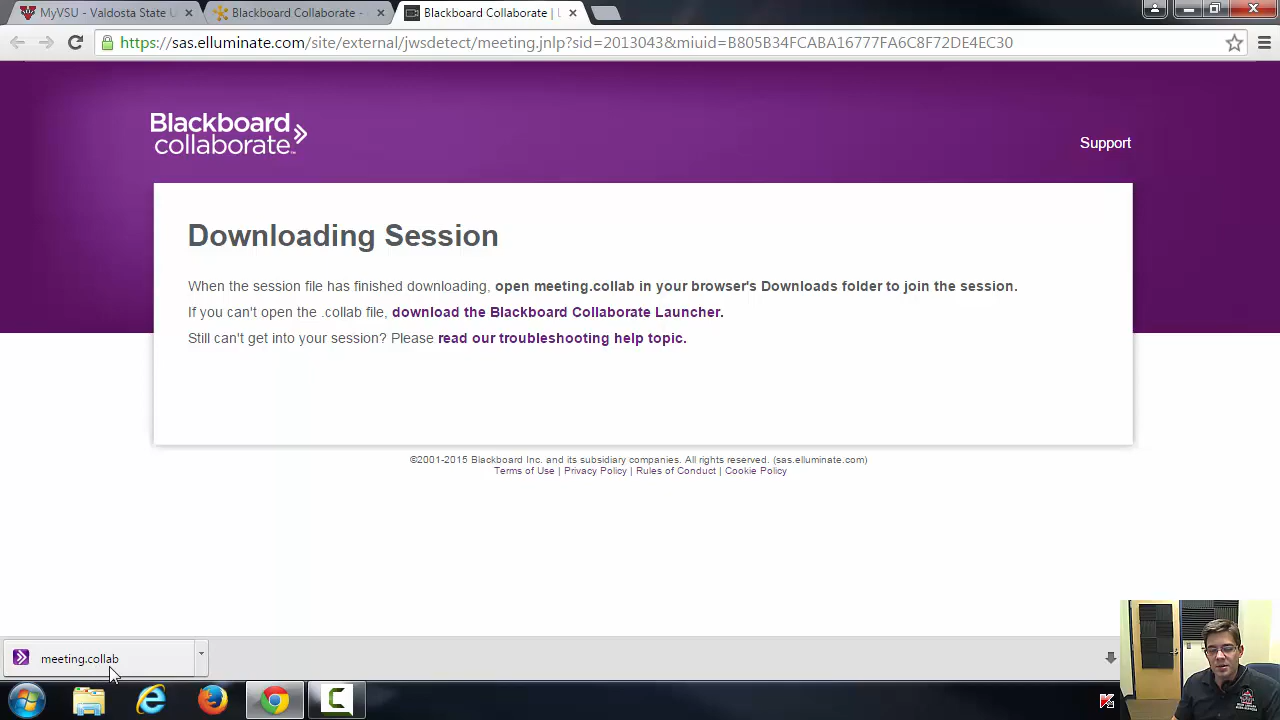 MyVSU - Valdosta State U
Blackboard Collaborate -
Blackboard Collaborate | L
https://sas.elluminate.com/site/external/jwsdetect/meeting.jnlp?sid=2013043&miuid=B805B34FCABA16777FA6C8F72DE4EC30
Blackboard
collaborate™
Support
Downloading Session
When the session file has finished downloading, open meeting.collab in your browser's Downloads folder to join the session.
If you can't open the .collab file, download the Blackboard Collaborate Launcher.
Still can't get into your session? Please read our troubleshooting help topic.
©2001-2015 Blackboard Inc. and its subsidiary companies. All rights reserved. (sas.elluminate.com)
Terms of Use | Privacy Policy | Rules of Conduct | Cookie Policy
meeting.collab